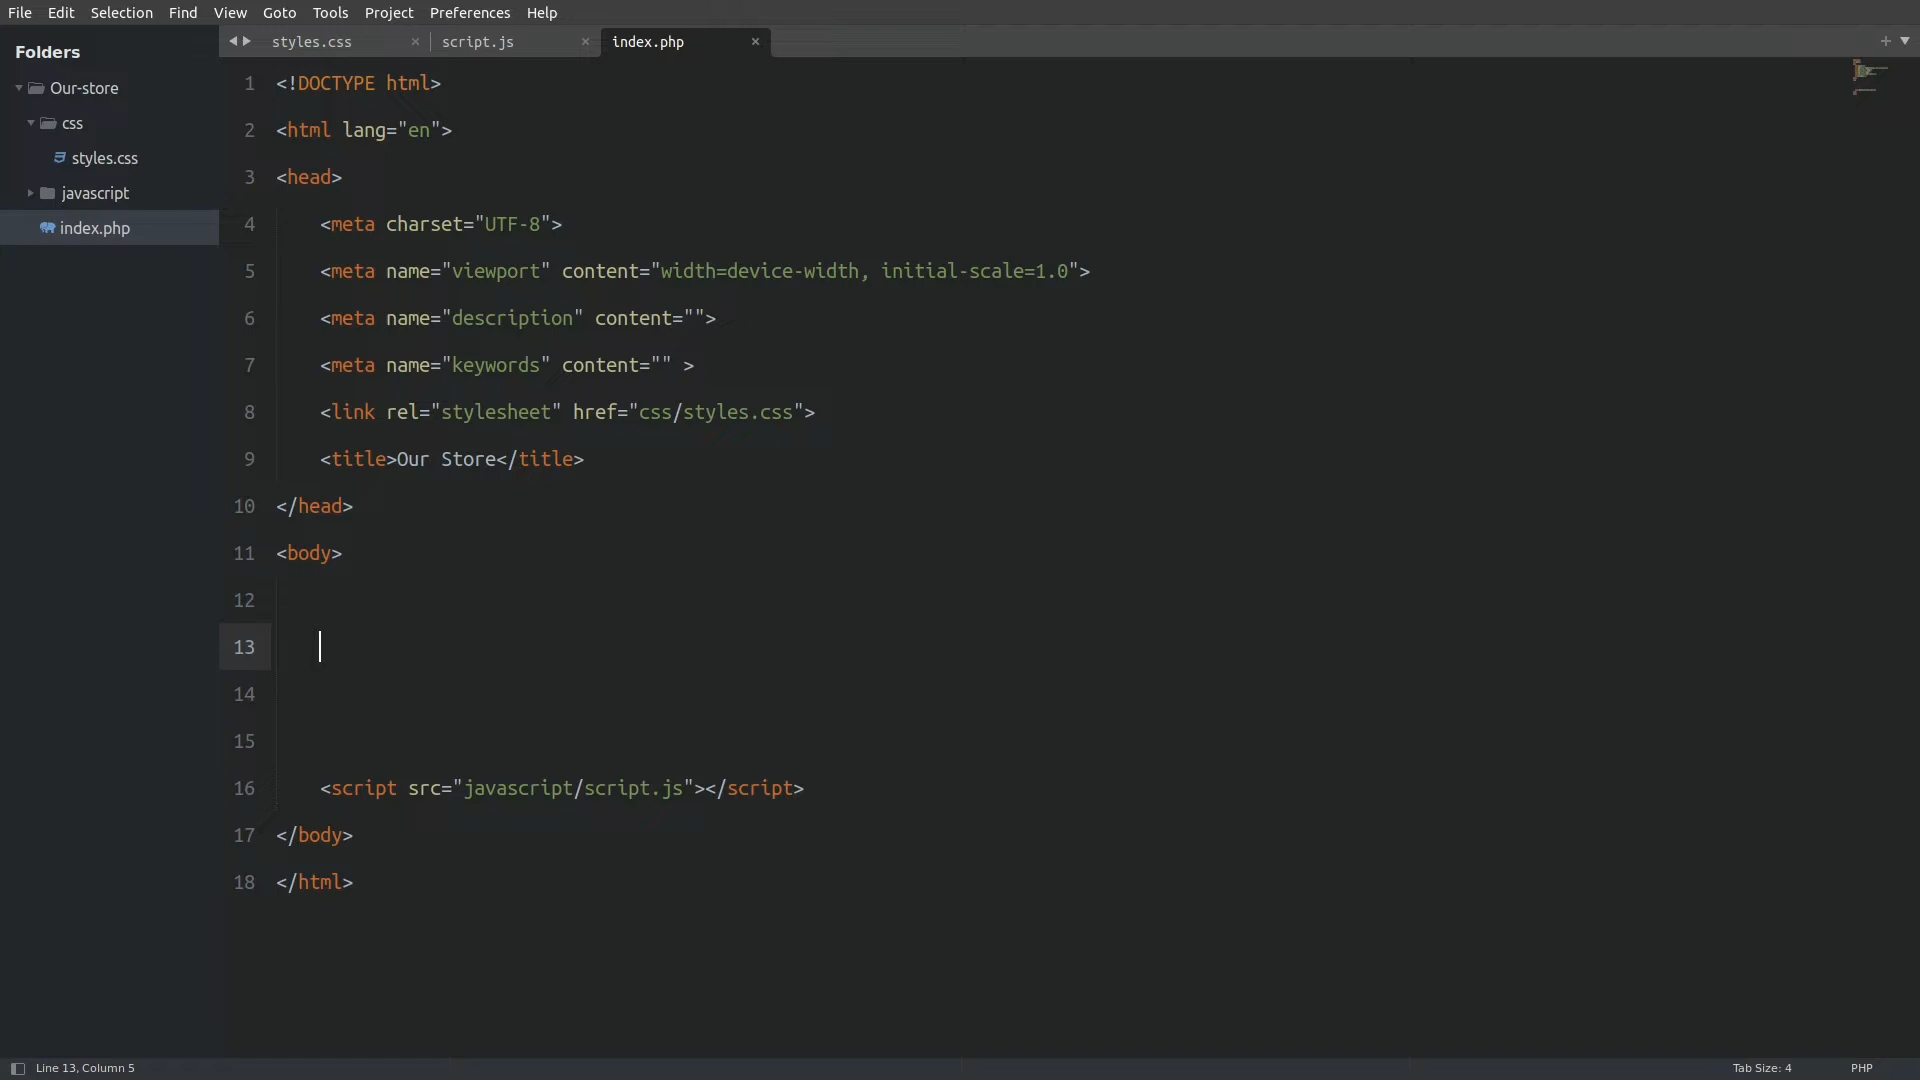 File Edit Selection Find View Goto Tools Project Preferences Help
Folders
Our-store
css
styles.css
javascript
index.php
styles.css × script.js × index.php ×
1 <!DOCTYPE html>
2 <html lang="en">
3 <head>
4 <meta charset="UTF-8">
5 <meta name="viewport" content="width=device-width, initial-scale=1.0">
6 <meta name="description" content="">
7 <meta name="keywords" content="" >
8 <link rel="stylesheet" href="css/styles.css">
9 <title>Our Store</title>
10 </head>
11 <body>
12
13
14
15
16 <script src="javascript/script.js"></script>
17 </body>
18 </html>
Line 13, Column 5 Tab Size: 4 PHP